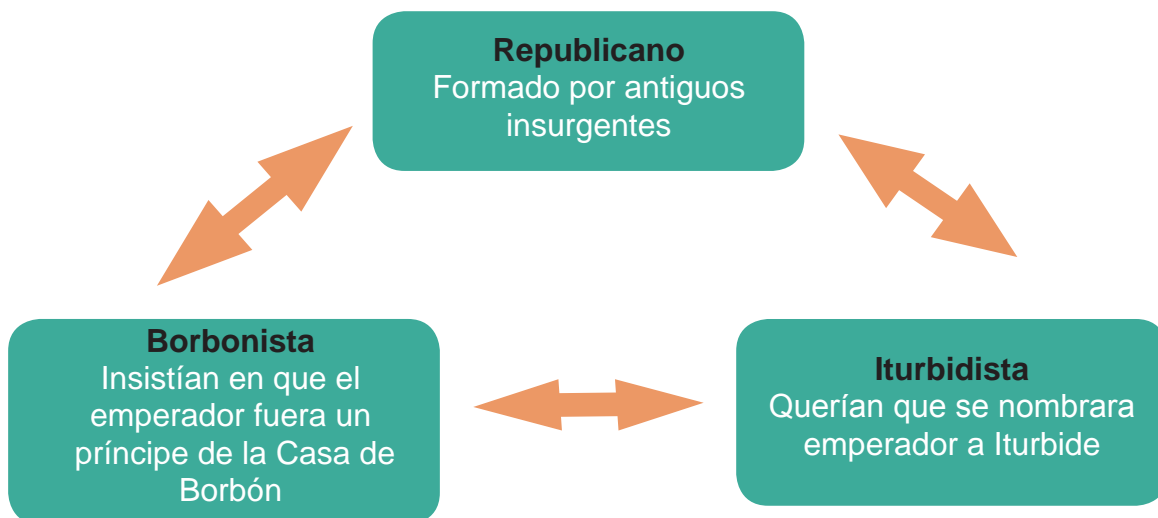 Republicano
Formado por antiguos
insurgentes
Borbonista
Insistían en que el
emperador fuera un
príncipe de la Casa de
Borbón
Iturbidista
Querían que se nombrara
emperador a Iturbide